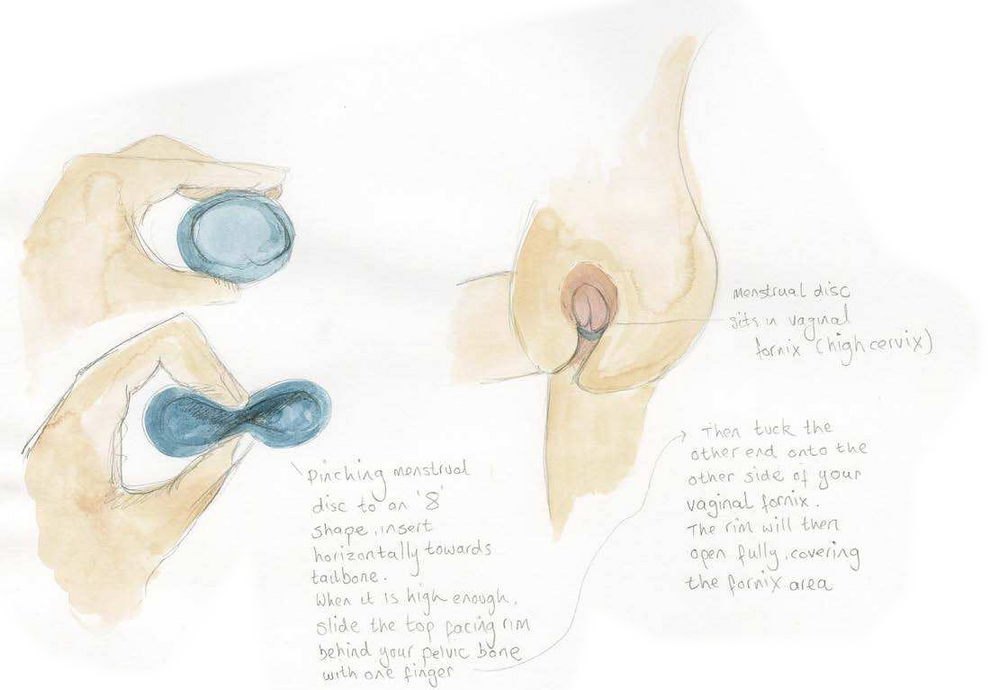 menstrual disc
sits in vaginal
fornix (high cervix)
pinching menstrual
disc to an '8'
shape, insert
horizontally towards
tailbone.
When it is high enough,
slide the top facing rim
behind your pelvic bone
with one finger
Then tuck the
other end onto the
other side of your
vaginal fornix.
The rim will then
open fully, covering
the fornix area